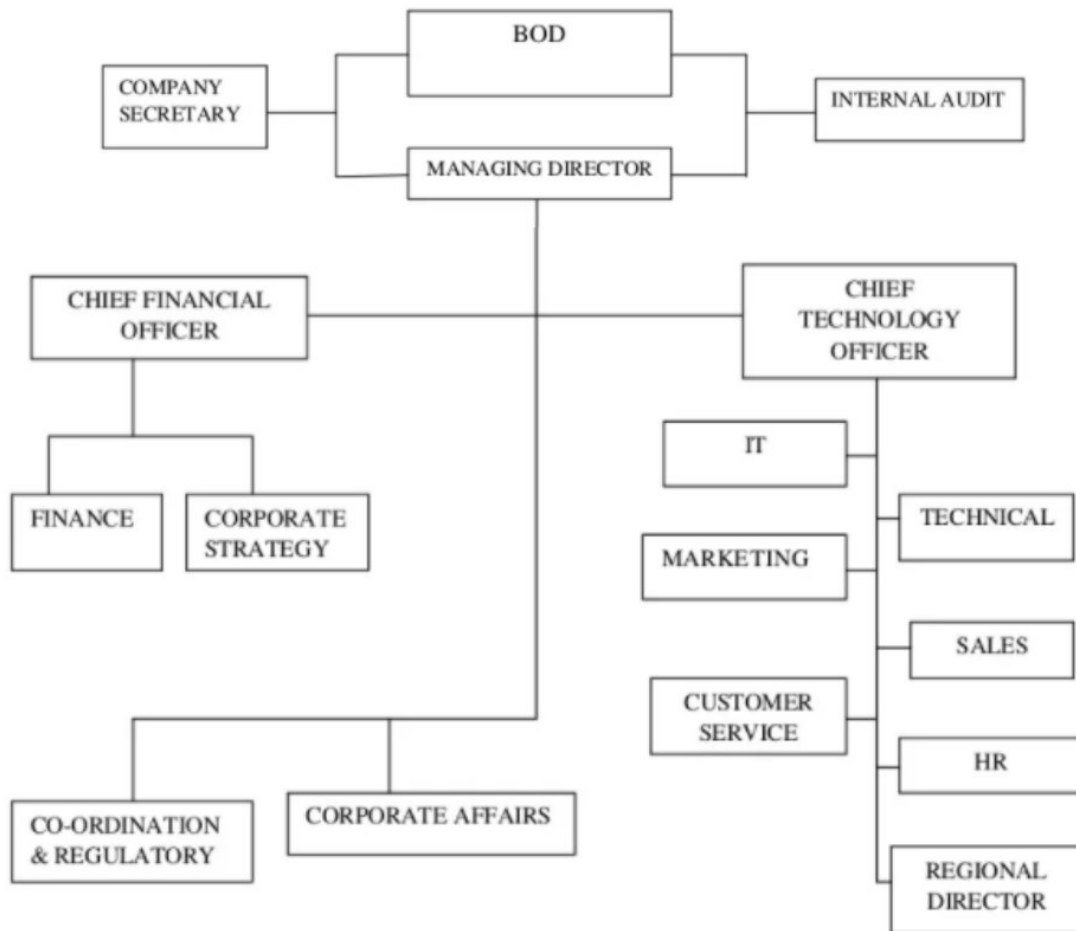 BOD
COMPANY
SECRETARY
INTERNAL AUDIT
MANAGING DIRECTOR
CHIEF FINANCIAL
OFFICER
CHIEF
TECHNOLOGY
OFFICER
IT
FINANCE
CORPORATE
STRATEGY
TECHNICAL
MARKETING
SALES
CUSTOMER
SERVICE
HR
CO-ORDINATION
& REGULATORY
CORPORATE AFFAIRS
REGIONAL
DIRECTOR